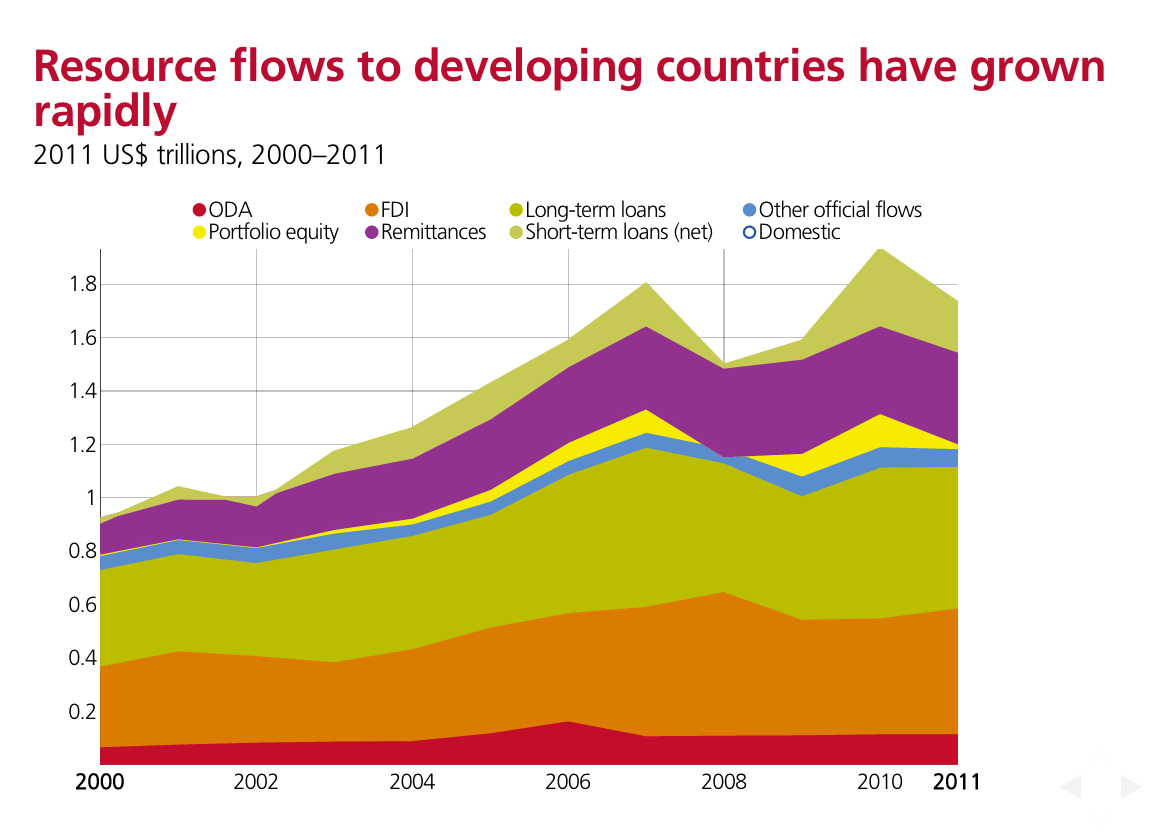 Resource flows to developing countries have grown
rapidly
2011 US$ trillions, 2000–2011
ODA FDI Long-term loans Other official flows
Portfolio equity Remittances Short-term loans (net) Domestic
1.8
1.6
1.4
1.2
1
0.8
0.6
0.4
0.2
2000 2002 2004 2006 2008 2010 2011